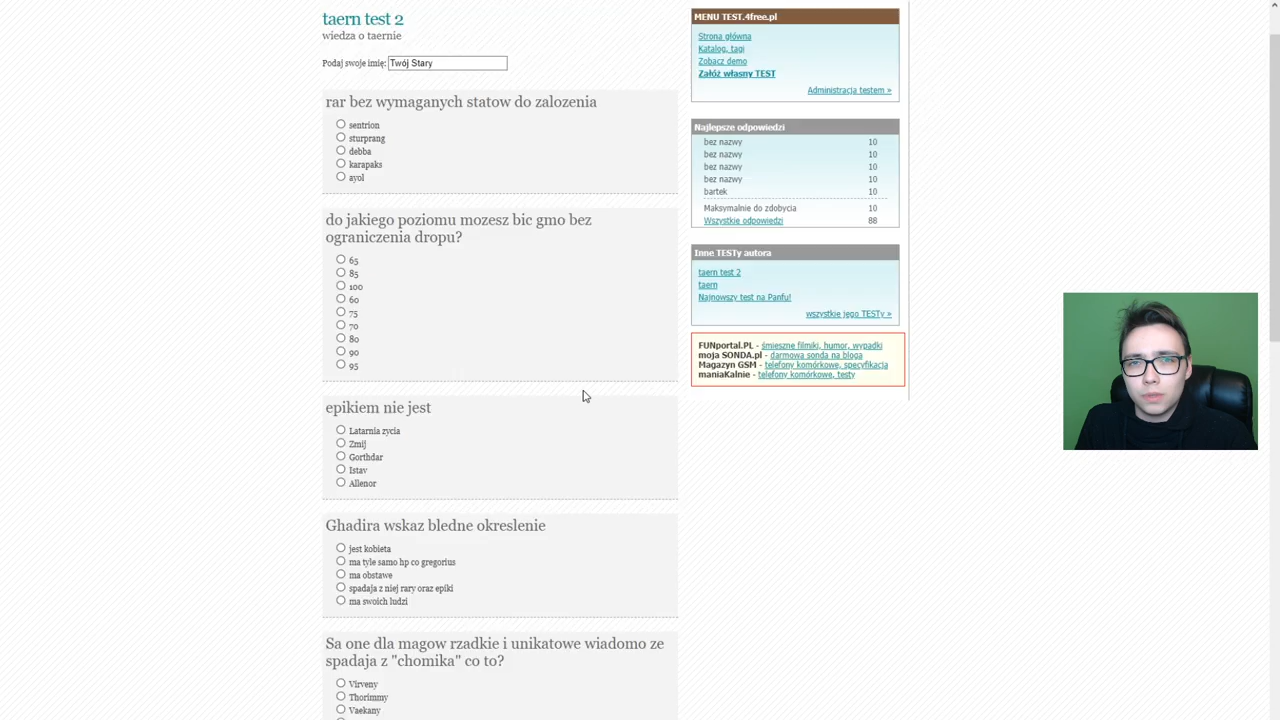 taern test 2
wiedza o taernie
Podaj swoje imię: Twój Stary
rar bez wymaganych statow do zalozenia
sentrion
sturprang
debba
karapaks
ayol
do jakiego poziomu mozesz bic gmo bez
ograniczenia dropu?
65
85
100
60
75
70
80
90
95
epikiem nie jest
Latarnia zycia
Zmij
Gorthdar
Istav
Allenor
Ghadira wskaz bledne okreslenie
jest kobieta
ma tyle samo hp co gregorius
ma obstawe
spadaja z niej rary oraz epiki
ma swoich ludzi
Sa one dla magow rzadkie i unikatowe wiadomo ze
spadaja z "chomika" co to?
Virveny
Thorimmy
Vaekany
MENU TEST.4free.pl
Strona główna
Katalog, tagi
Zobacz demo
Załóż własny TEST
Administracja testem »
Najlepsze odpowiedzi
bez nazwy 10
bez nazwy 10
bez nazwy 10
bez nazwy 10
bartek 10
Maksymalnie do zdobycia 10
Wszystkie odpowiedzi 88
Inne TESTy autora
taern test 2
taern
Najnowszy test na Panfu!
wszystkie jego TESTy »
FUNportal.PL - śmieszne filmiki, humor, wypadki
moja SONDA.pl - darmowa sonda na bloga
Magazyn GSM - telefony komórkowe, specyfikacja
maniaKalnie - telefony komórkowe, testy